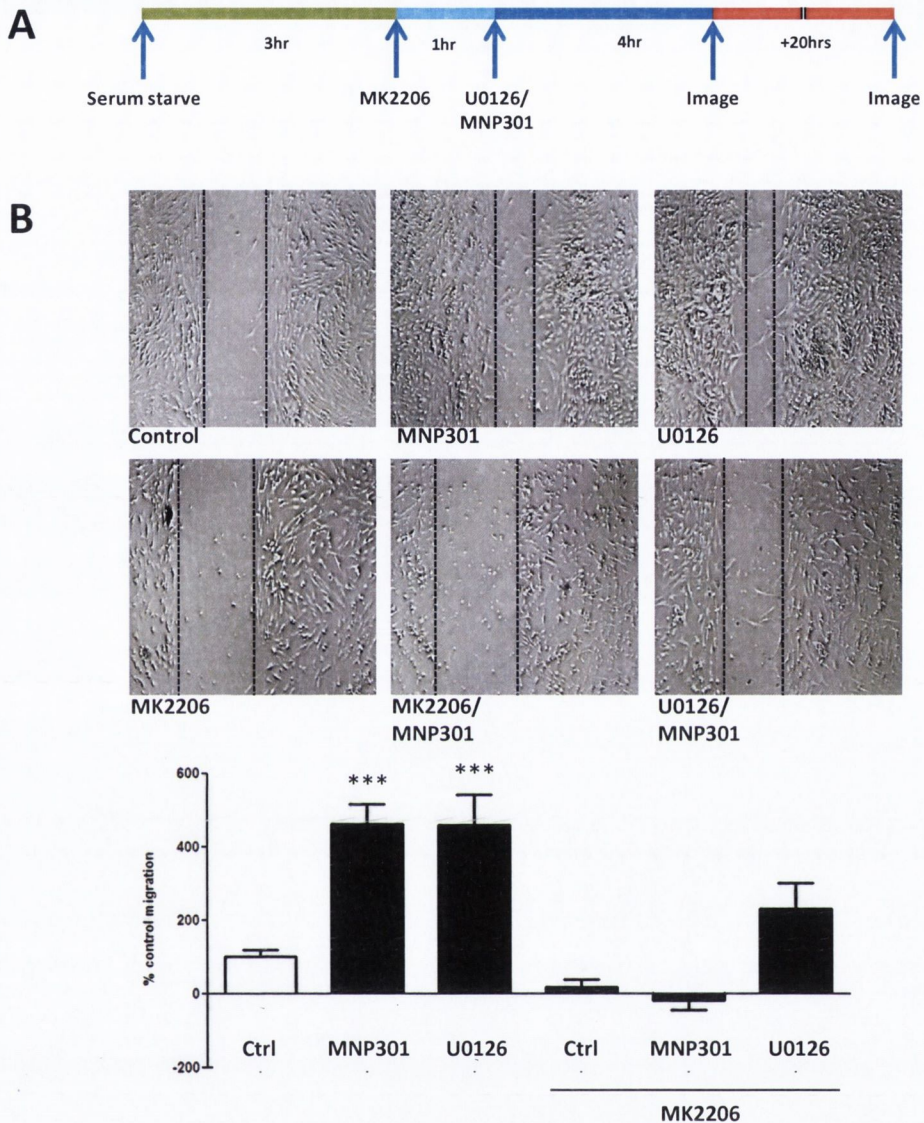 A
3hr
1hr
4hr
+20hrs
Serum starve
MK2206
U0126/
MNP301
Image
Image
B
Control
MNP301
U0126
MK2206
MK2206/
MNP301
U0126/
MNP301
% control migration
600
400
200
0
-200
***
***
Ctrl
MNP301
U0126
Ctrl
MNP301
U0126
MK2206